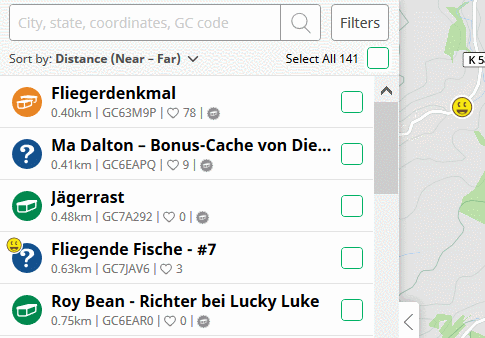 City, state, coordinates, GC code
Filters
Sort by: Distance (Near – Far)
Select All 141
Fliegerdenkmal
0.40km | GC63M9P | 78 |
Ma Dalton – Bonus-Cache von Die...
0.41km | GC6EAPQ | 9 |
Jägerrast
0.48km | GC7A292 | 0 |
Fliegende Fische - #7
0.63km | GC7JAV6 | 3
Roy Bean - Richter bei Lucky Luke
0.75km | GC6EAR0 | 0 |